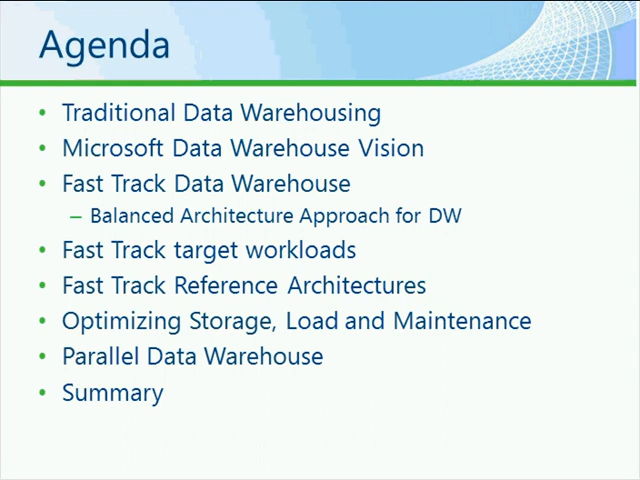 Agenda
• Traditional Data Warehousing
• Microsoft Data Warehouse Vision
• Fast Track Data Warehouse
– Balanced Architecture Approach for DW
• Fast Track target workloads
• Fast Track Reference Architectures
• Optimizing Storage, Load and Maintenance
• Parallel Data Warehouse
• Summary